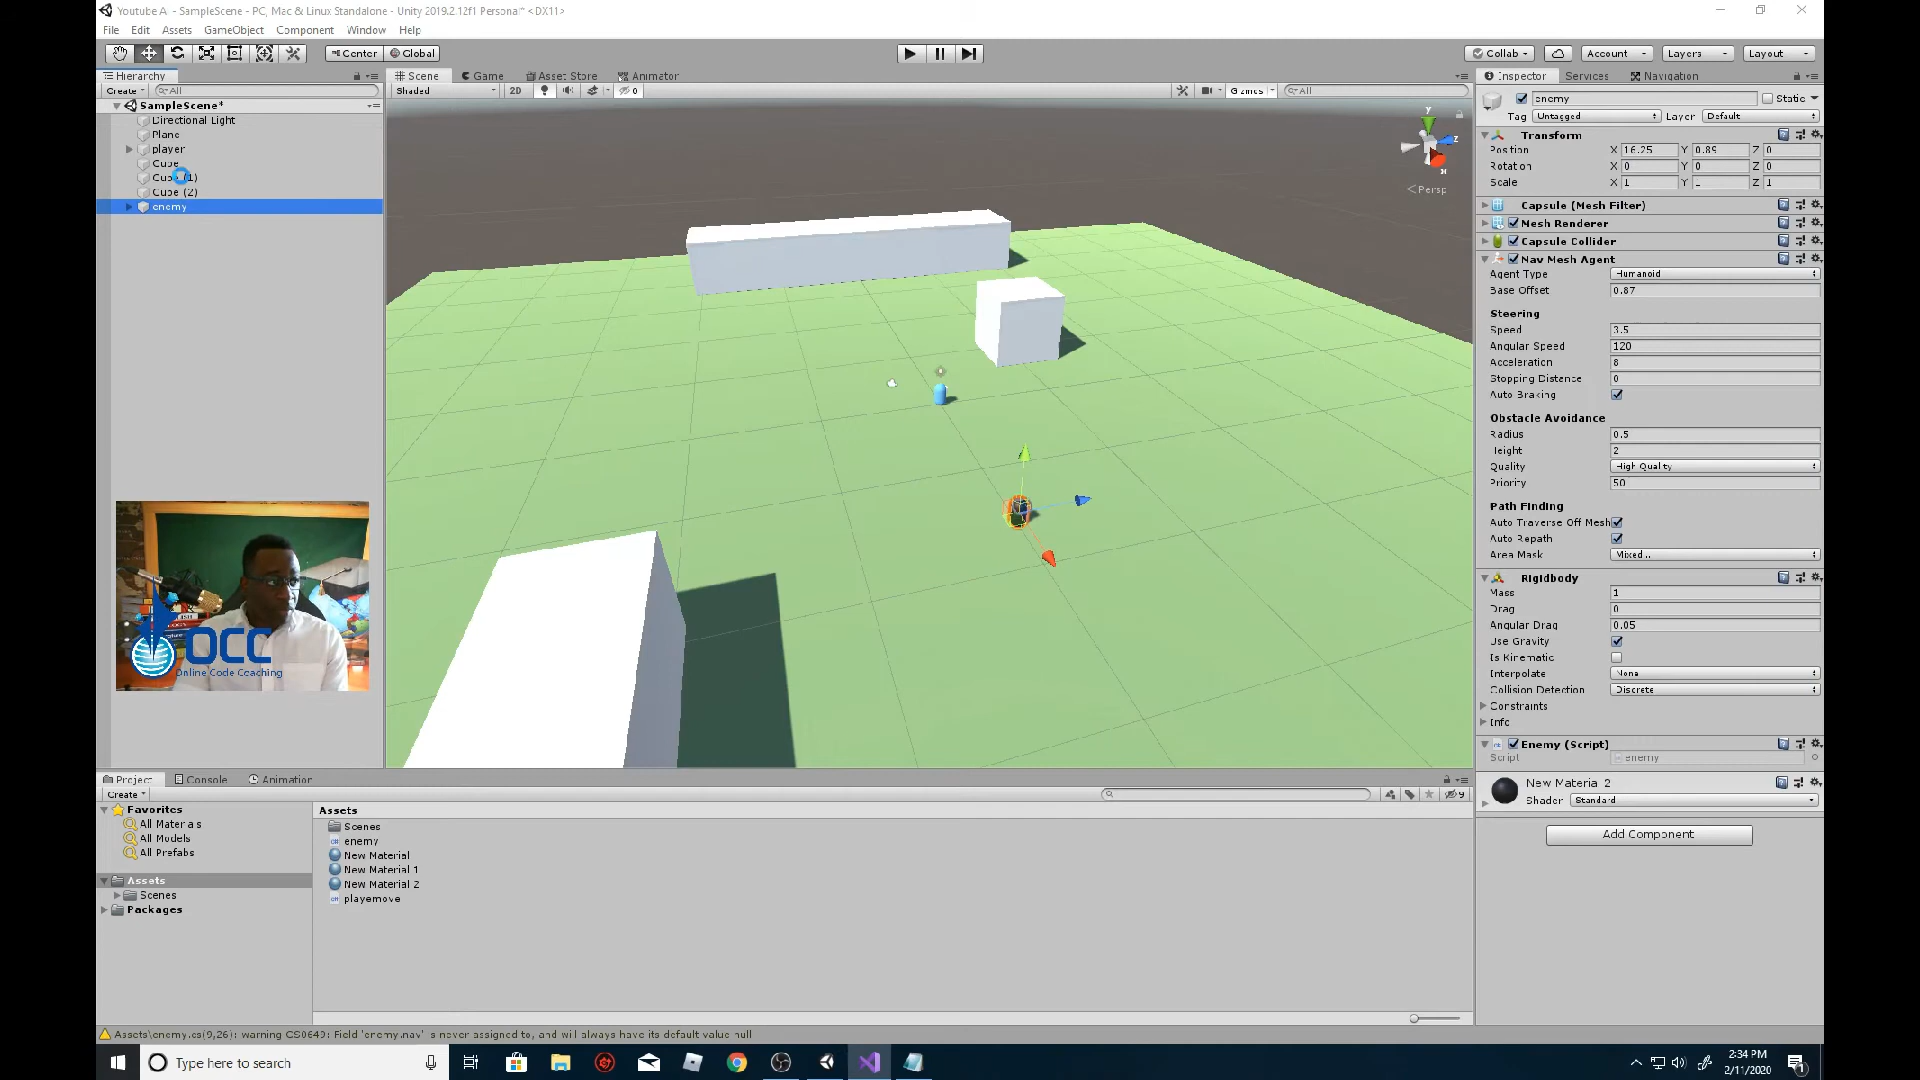 Youtube A - SampleScene - PC, Mac & Linux Standalone - Unity 2019.2.12f1 Personal* <DX11>
File Edit Assets GameObject Component Window Help
Center Global Collab Account Layers Layout
Hierarchy Scene Game Asset Store Animator Inspector Services Navigation
Create All Shaded 2D 0 Gizmos All
enemy Static
SampleScene*
Tag Untagged Layer Default
Directional Light
Plane
player
Cube
Cube (1)
Cube (2)
enemy
y
z
x
Persp
Transform
Position X 16.25 Y 0.89 Z 0
Rotation X 0 Y 0 Z 0
Scale X 1 Y 1 Z 1
Capsule (Mesh Filter)
Mesh Renderer
Capsule Collider
Nav Mesh Agent
Agent Type Humanoid
Base Offset 0.87
Steering
Speed 3.5
Angular Speed 120
Acceleration 8
Stopping Distance 0
Auto Braking
Obstacle Avoidance
Radius 0.5
Height 2
Quality High Quality
Priority 50
Path Finding
Auto Traverse Off Mesh
Auto Repath
Area Mask Mixed...
Rigidbody
Mass 1
Drag 0
Angular Drag 0.05
Use Gravity
Is Kinematic
Interpolate None
Collision Detection Discrete
Constraints
Info
Enemy (Script)
Script enemy
New Material 2
Shader Standard
Add Component
OCC
Online Code Coaching
Project Console Animation
Create 9
Favorites
All Materials
All Models
All Prefabs
Assets
Scenes
Packages
Assets
Scenes
enemy
New Material
New Material 1
New Material 2
playemove
Assets\enemy.cs(9,26): warning CS0649: Field 'enemy.nav' is never assigned to, and will always have its default value null
Type here to search
2:34 PM
2/11/2020
1